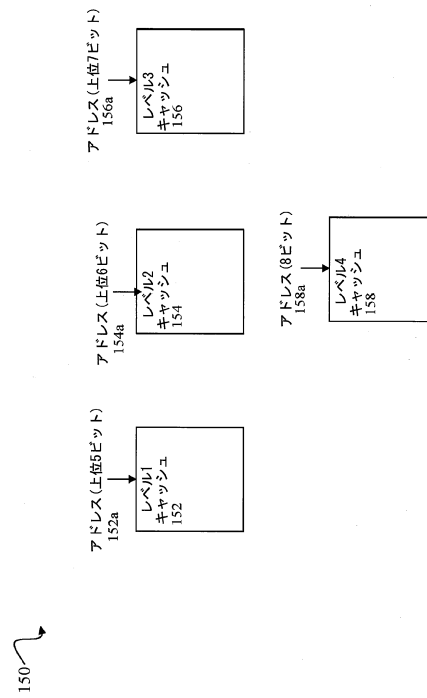 150
アドレス(上位5ビット)
152a
レベル1
キャッシュ
152
アドレス(上位6ビット)
154a
レベル2
キャッシュ
154
アドレス(上位7ビット)
156a
レベル3
キャッシュ
156
アドレス(8ビット)
158a
レベル4
キャッシュ
158